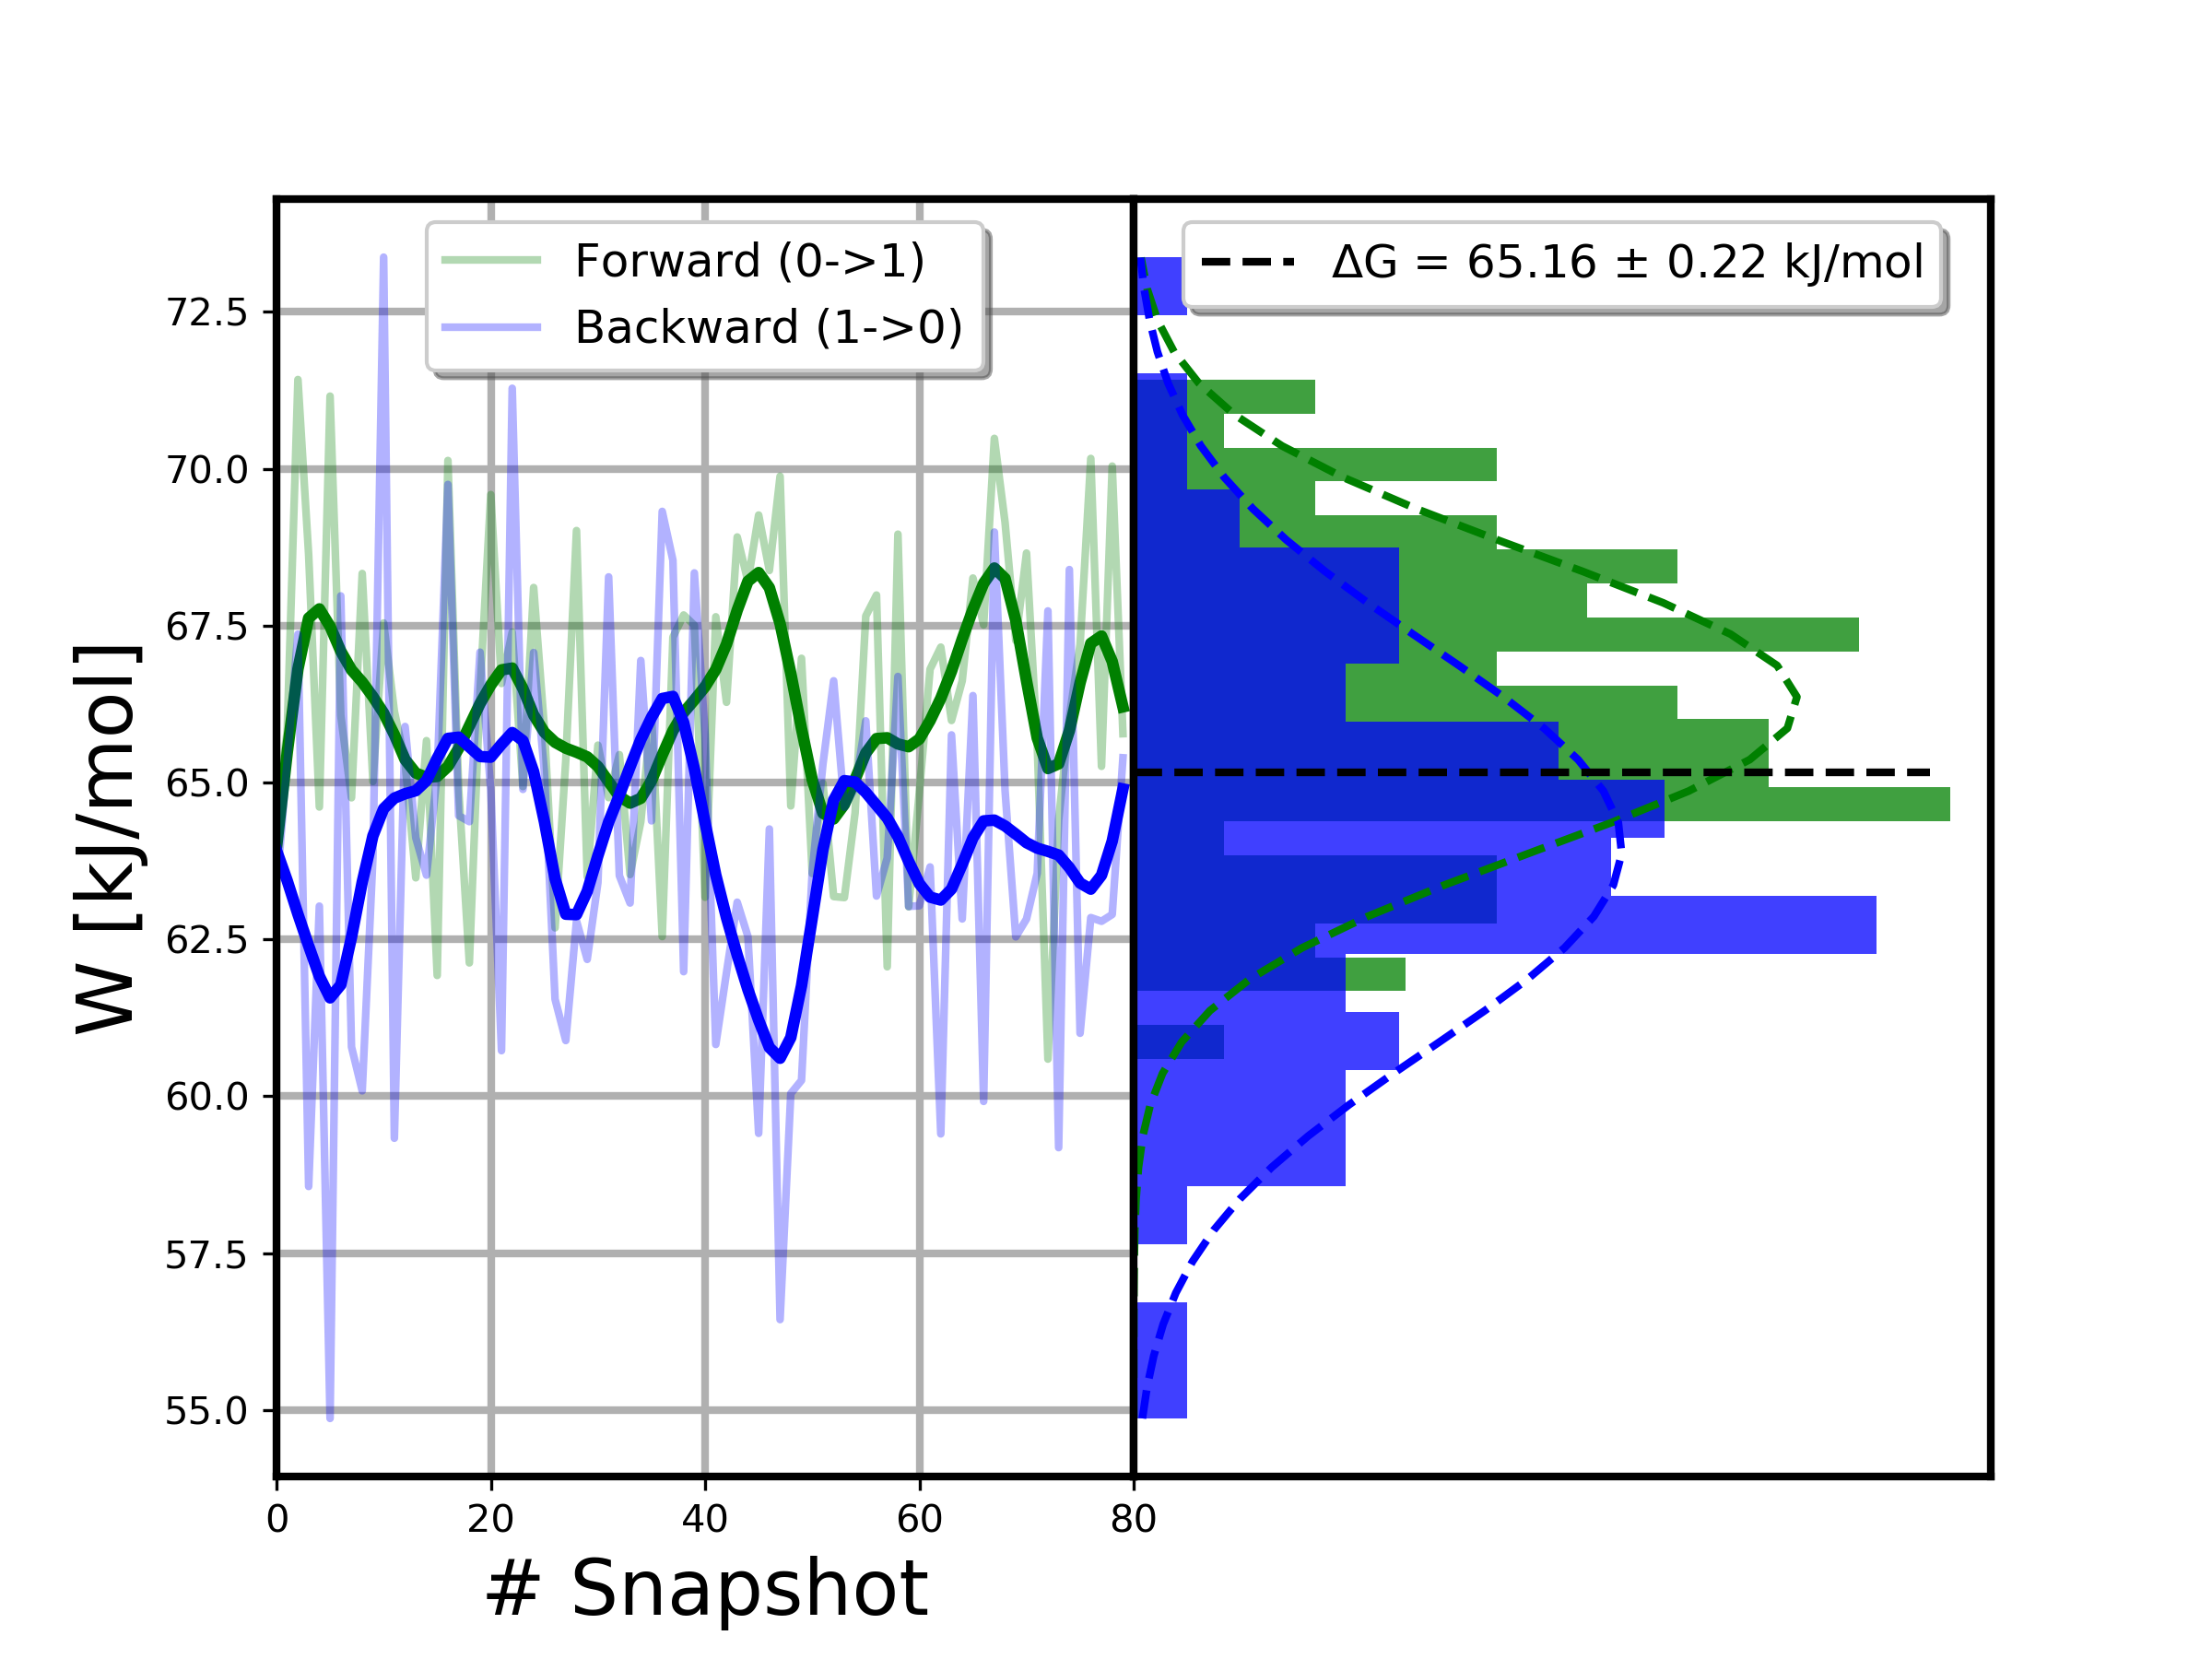 Forward (0->1)
Backward (1->0)
ΔG = 65.16 ± 0.22 kJ/mol
W [kJ/mol]
72.5
70.0
67.5
65.0
62.5
60.0
57.5
55.0
0 20 40 60 80
# Snapshot